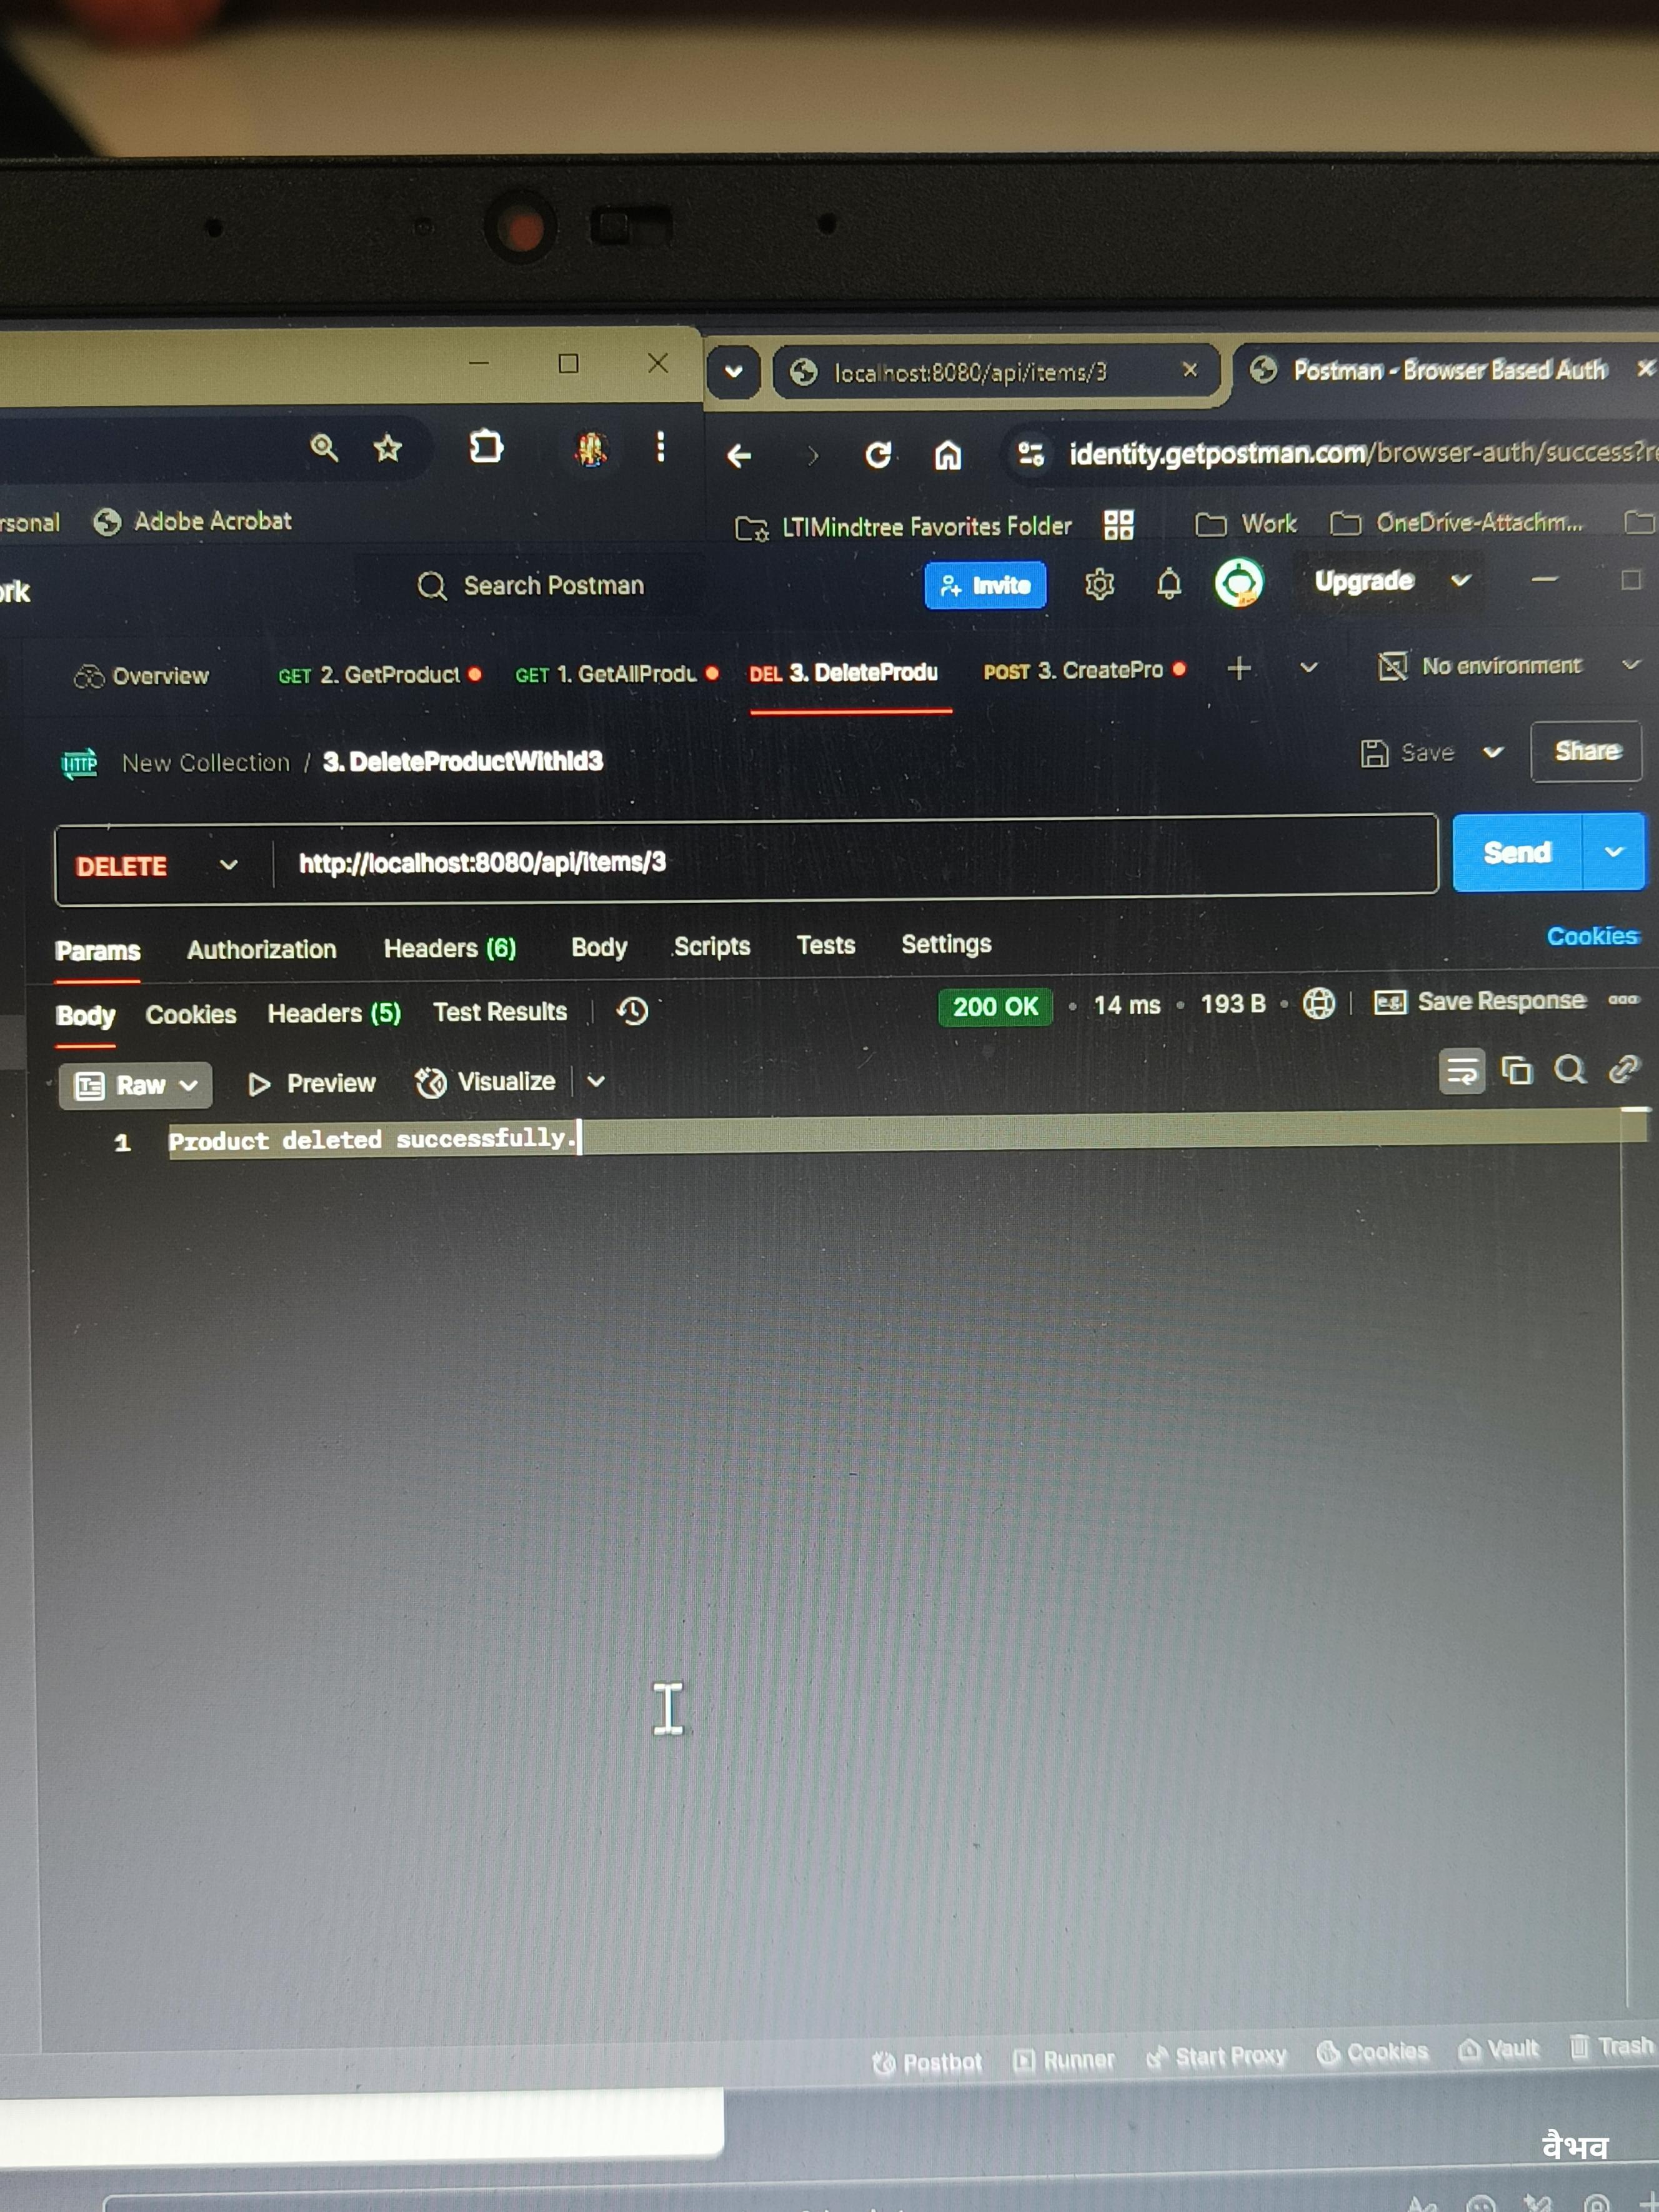 localhost:8080/api/items/3
Postman - Browser Based Auth
identity.getpostman.com/browser-auth/success?re
rsonal
Adobe Acrobat
LTIMindtree Favorites Folder
Work
OneDrive-Attachm...
ork
Search Postman
Invite
Upgrade
Overview
GET 2. GetProduct
GET 1. GetAllProdu
DEL 3. DeleteProdu
POST 3. CreatePro
No environment
HTTP New Collection / 3. DeleteProductWithId3
Save
Share
DELETE
http://localhost:8080/api/items/3
Send
Params Authorization Headers (6) Body Scripts Tests Settings
Cookies
Body Cookies Headers (5) Test Results
200 OK • 14 ms • 193 B •
e.g. Save Response
Raw
Preview
Visualize
1 Product deleted successfully.
Postbot Runner Start Proxy Cookies Vault Trash
वैभव